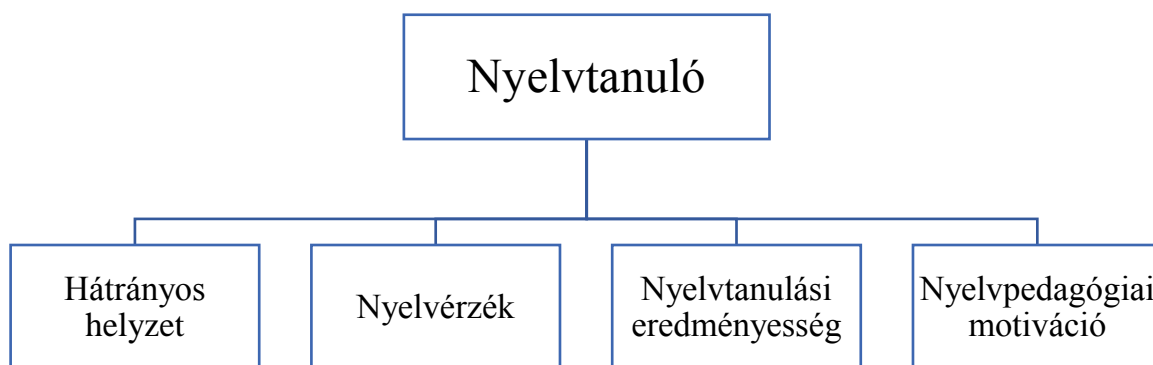 Nyelvtanuló
Hátrányos
helyzet
Nyelvérzék
Nyelvtanulási
eredményesség
Nyelvpedagógiai
motiváció